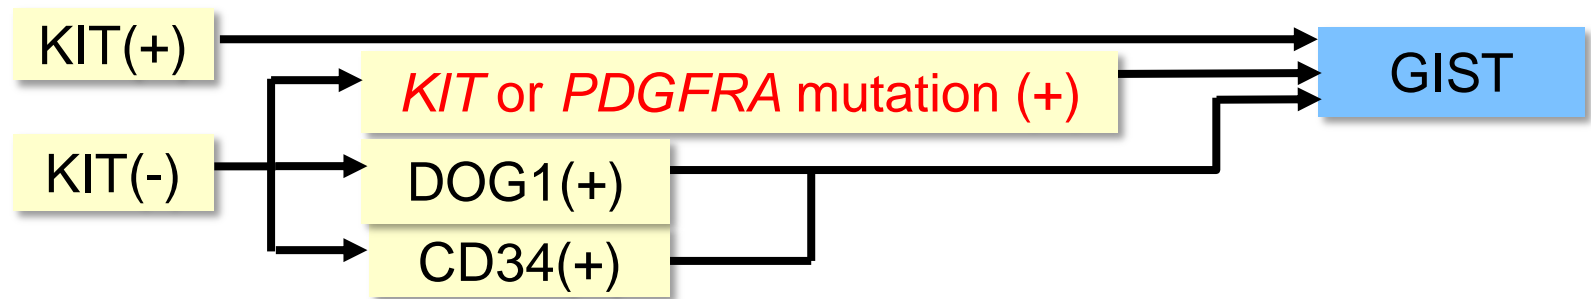 KIT(+)
KIT or PDGFRA mutation (+)
GIST
KIT(-)
DOG1(+)
CD34(+)